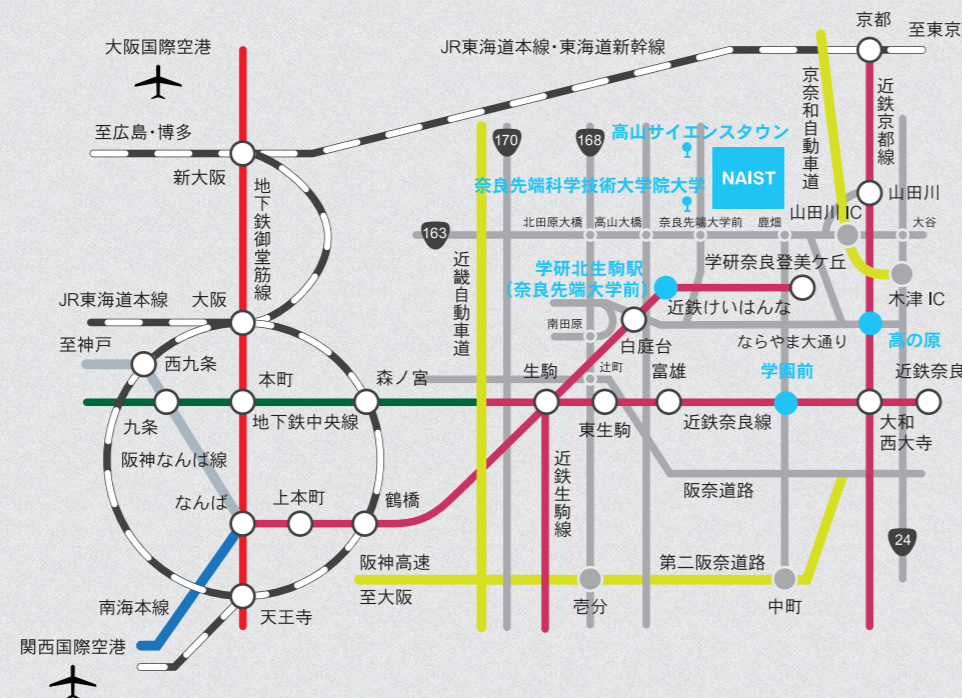 京都
至東京
大阪国際空港
JR東海道本線・東海道新幹線
京奈和自動車道
近鉄京都線
至広島・博多
新大阪
地下鉄御堂筋線
170
168
高山サイエンスタウン
NAIST
奈良先端科学技術大学院大学
山田川
163
北田原大橋
高山大橋
奈良先端大学前
鹿畑
山田川IC
大谷
近畿自動車道
学研北生駒駅
(奈良先端大学前)
学研奈良登美ケ丘
近鉄けいはんな
木津 IC
JR東海道本線
大阪
至神戸
南田原
白庭台
ならやま大通り
高の原
西九条
本町
森ノ宮
生駒
辻町
富雄
学園前
近鉄奈良
九条
地下鉄中央線
東生駒
近鉄奈良線
大和
西大寺
阪神なんば線
近鉄生駒線
なんば
上本町
鶴橋
阪奈道路
24
阪神高速
第二阪奈道路
至大阪
南海本線
天王寺
壱分
中町
関西国際空港